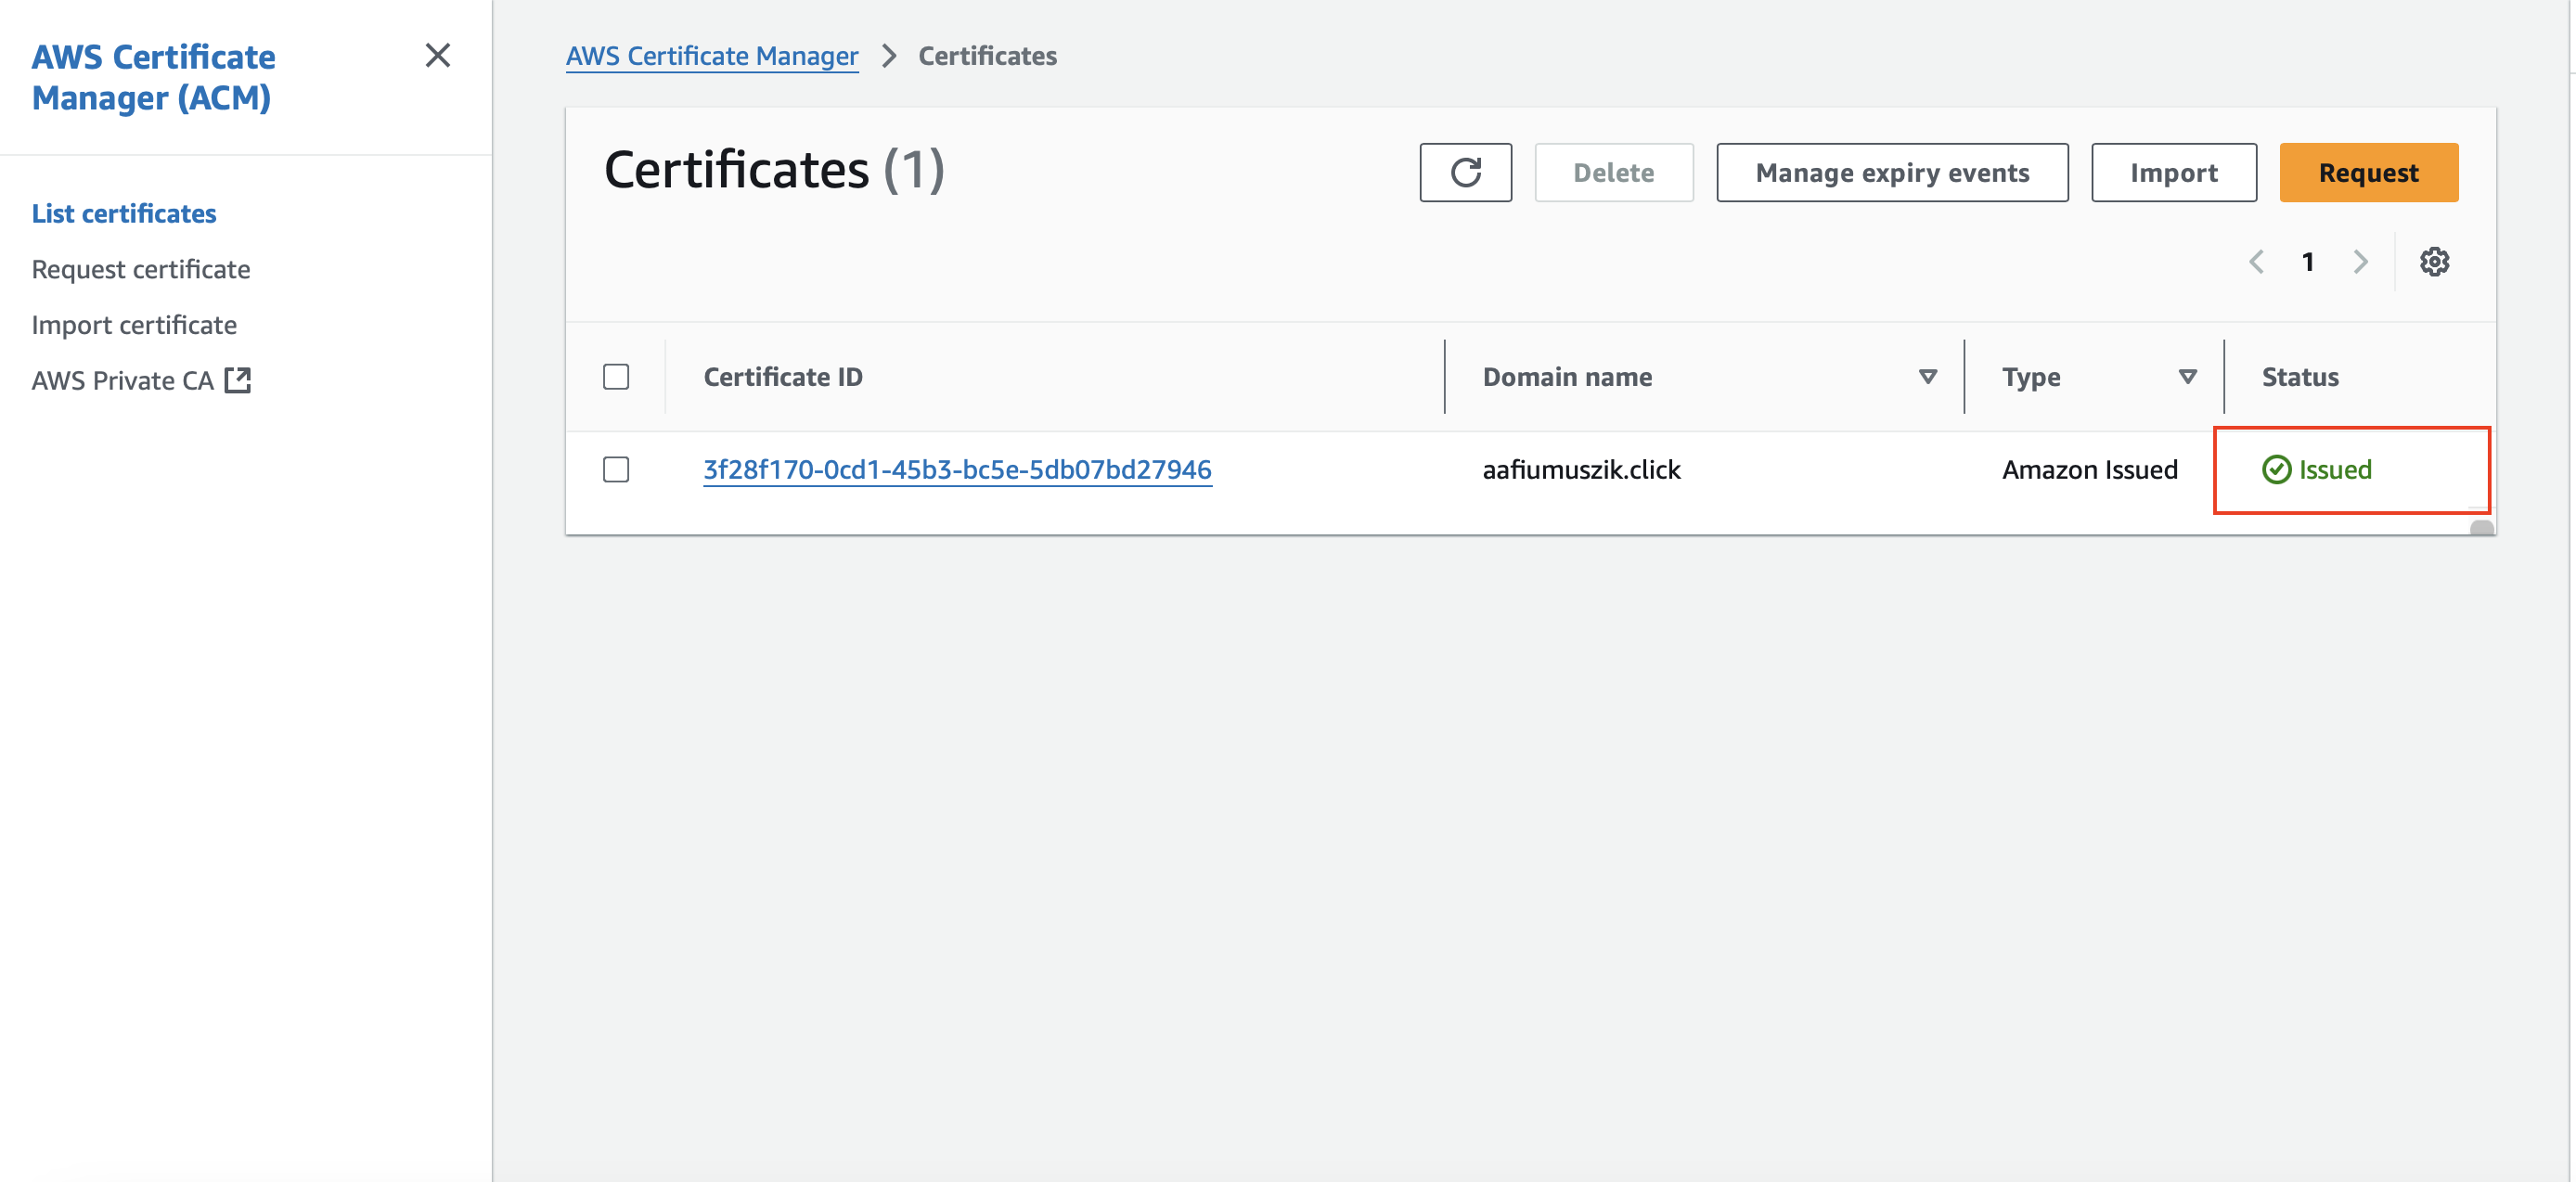 AWS Certificate
Manager (ACM)
List certificates
Request certificate
Import certificate
AWS Private CA
AWS Certificate Manager > Certificates
Certificates (1)
Delete
Manage expiry events
Import
Request
1
Certificate ID
Domain name
Type
Status
3f28f170-0cd1-45b3-bc5e-5db07bd27946
aafiumuszik.click
Amazon Issued
Issued